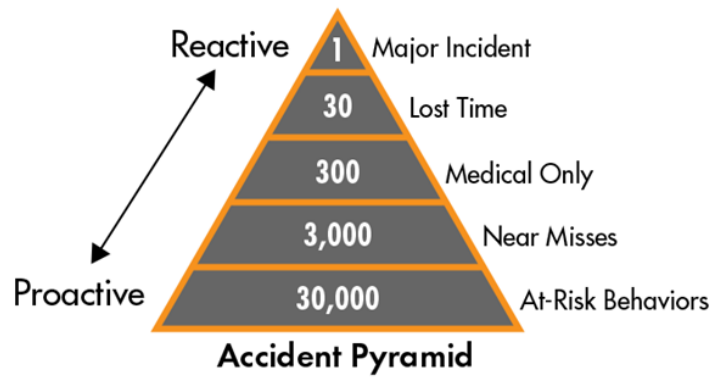 Reactive
1 Major Incident
30 Lost Time
300 Medical Only
3,000 Near Misses
Proactive
30,000 At-Risk Behaviors
Accident Pyramid